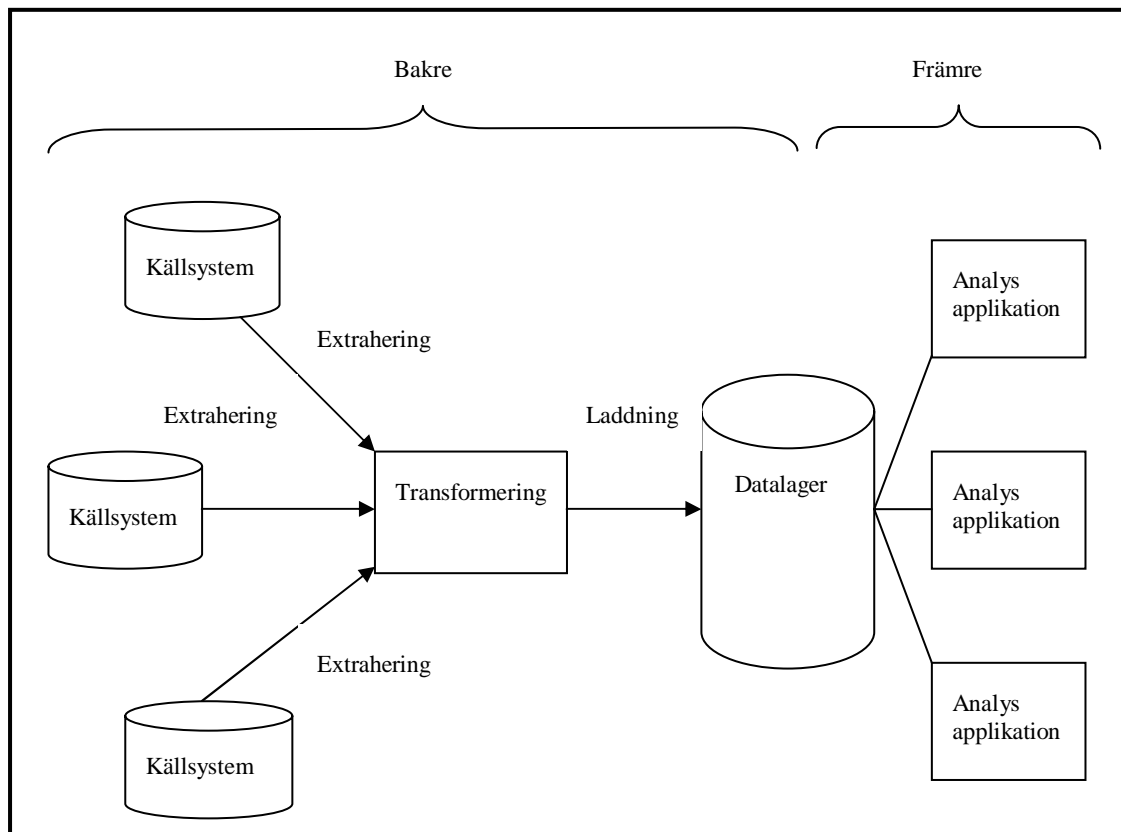 Bakre
Främre
Källsystem
Extrahering
Extrahering
Källsystem
Transformering
Extrahering
Källsystem
Laddning
Datalager
Analys
applikation
Analys
applikation
Analys
applikation